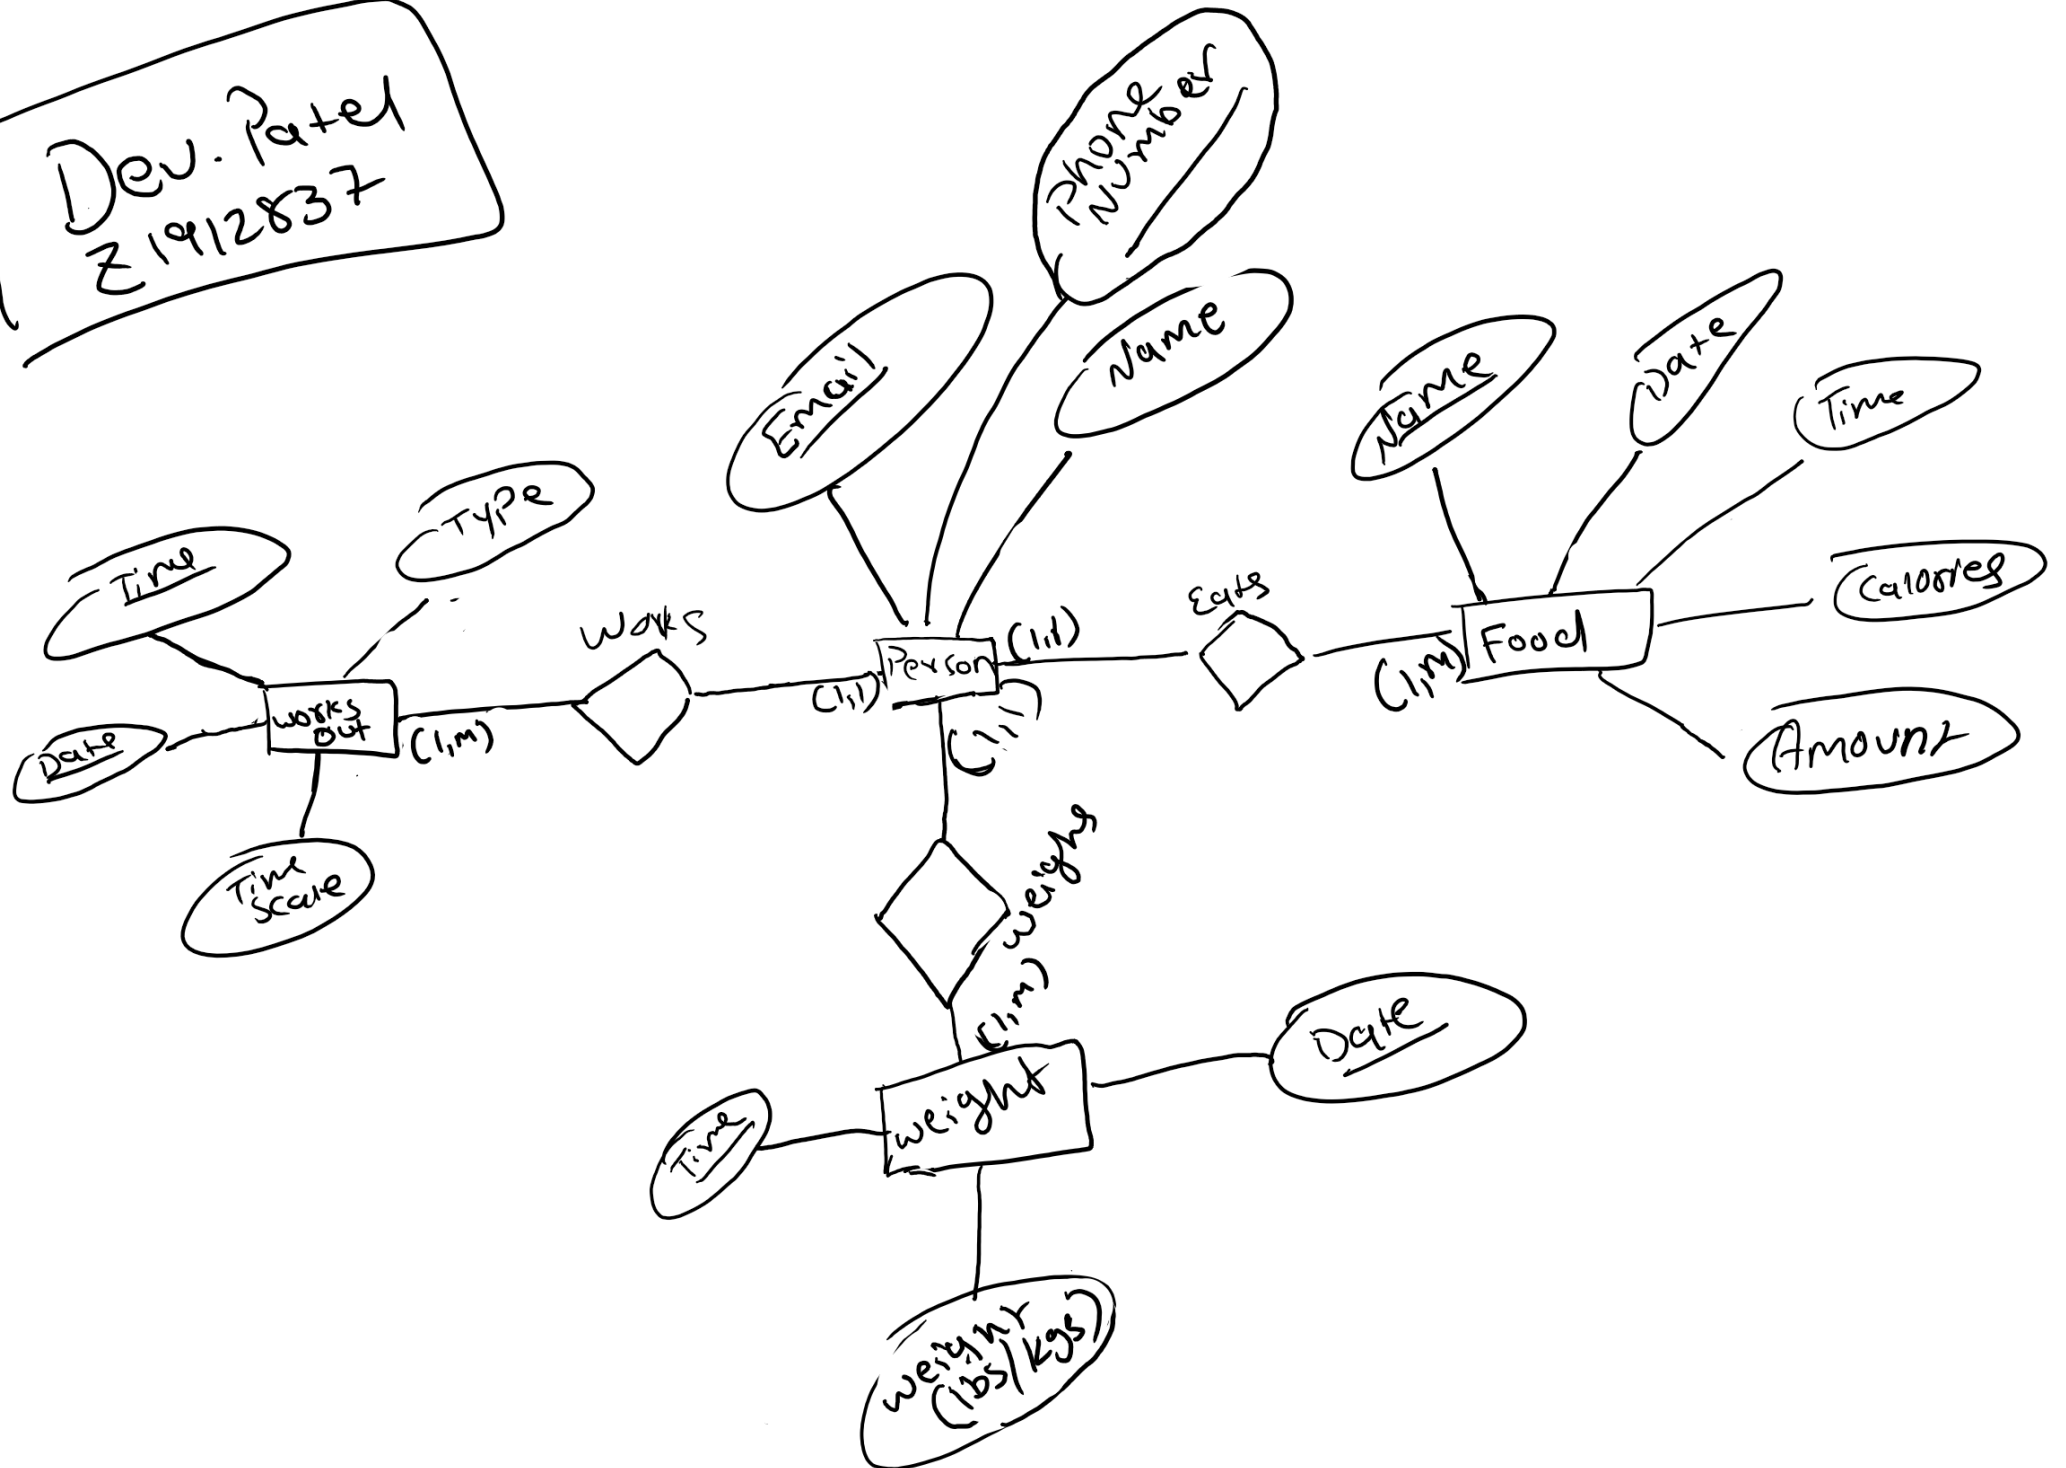 Dev. Patel
Z1912837
Phone
Number
Email
Name
Name
Date
Time
Type
Time
Calories
Eats
Works
(1,1)
Person
Food
(1,1)
(1,m)
Works
out
(1,m)
(1,1)
Date
Amount
Time
Scale
weighs
(1,m)
Date
weight
Time
weight
(lbs/kgs)